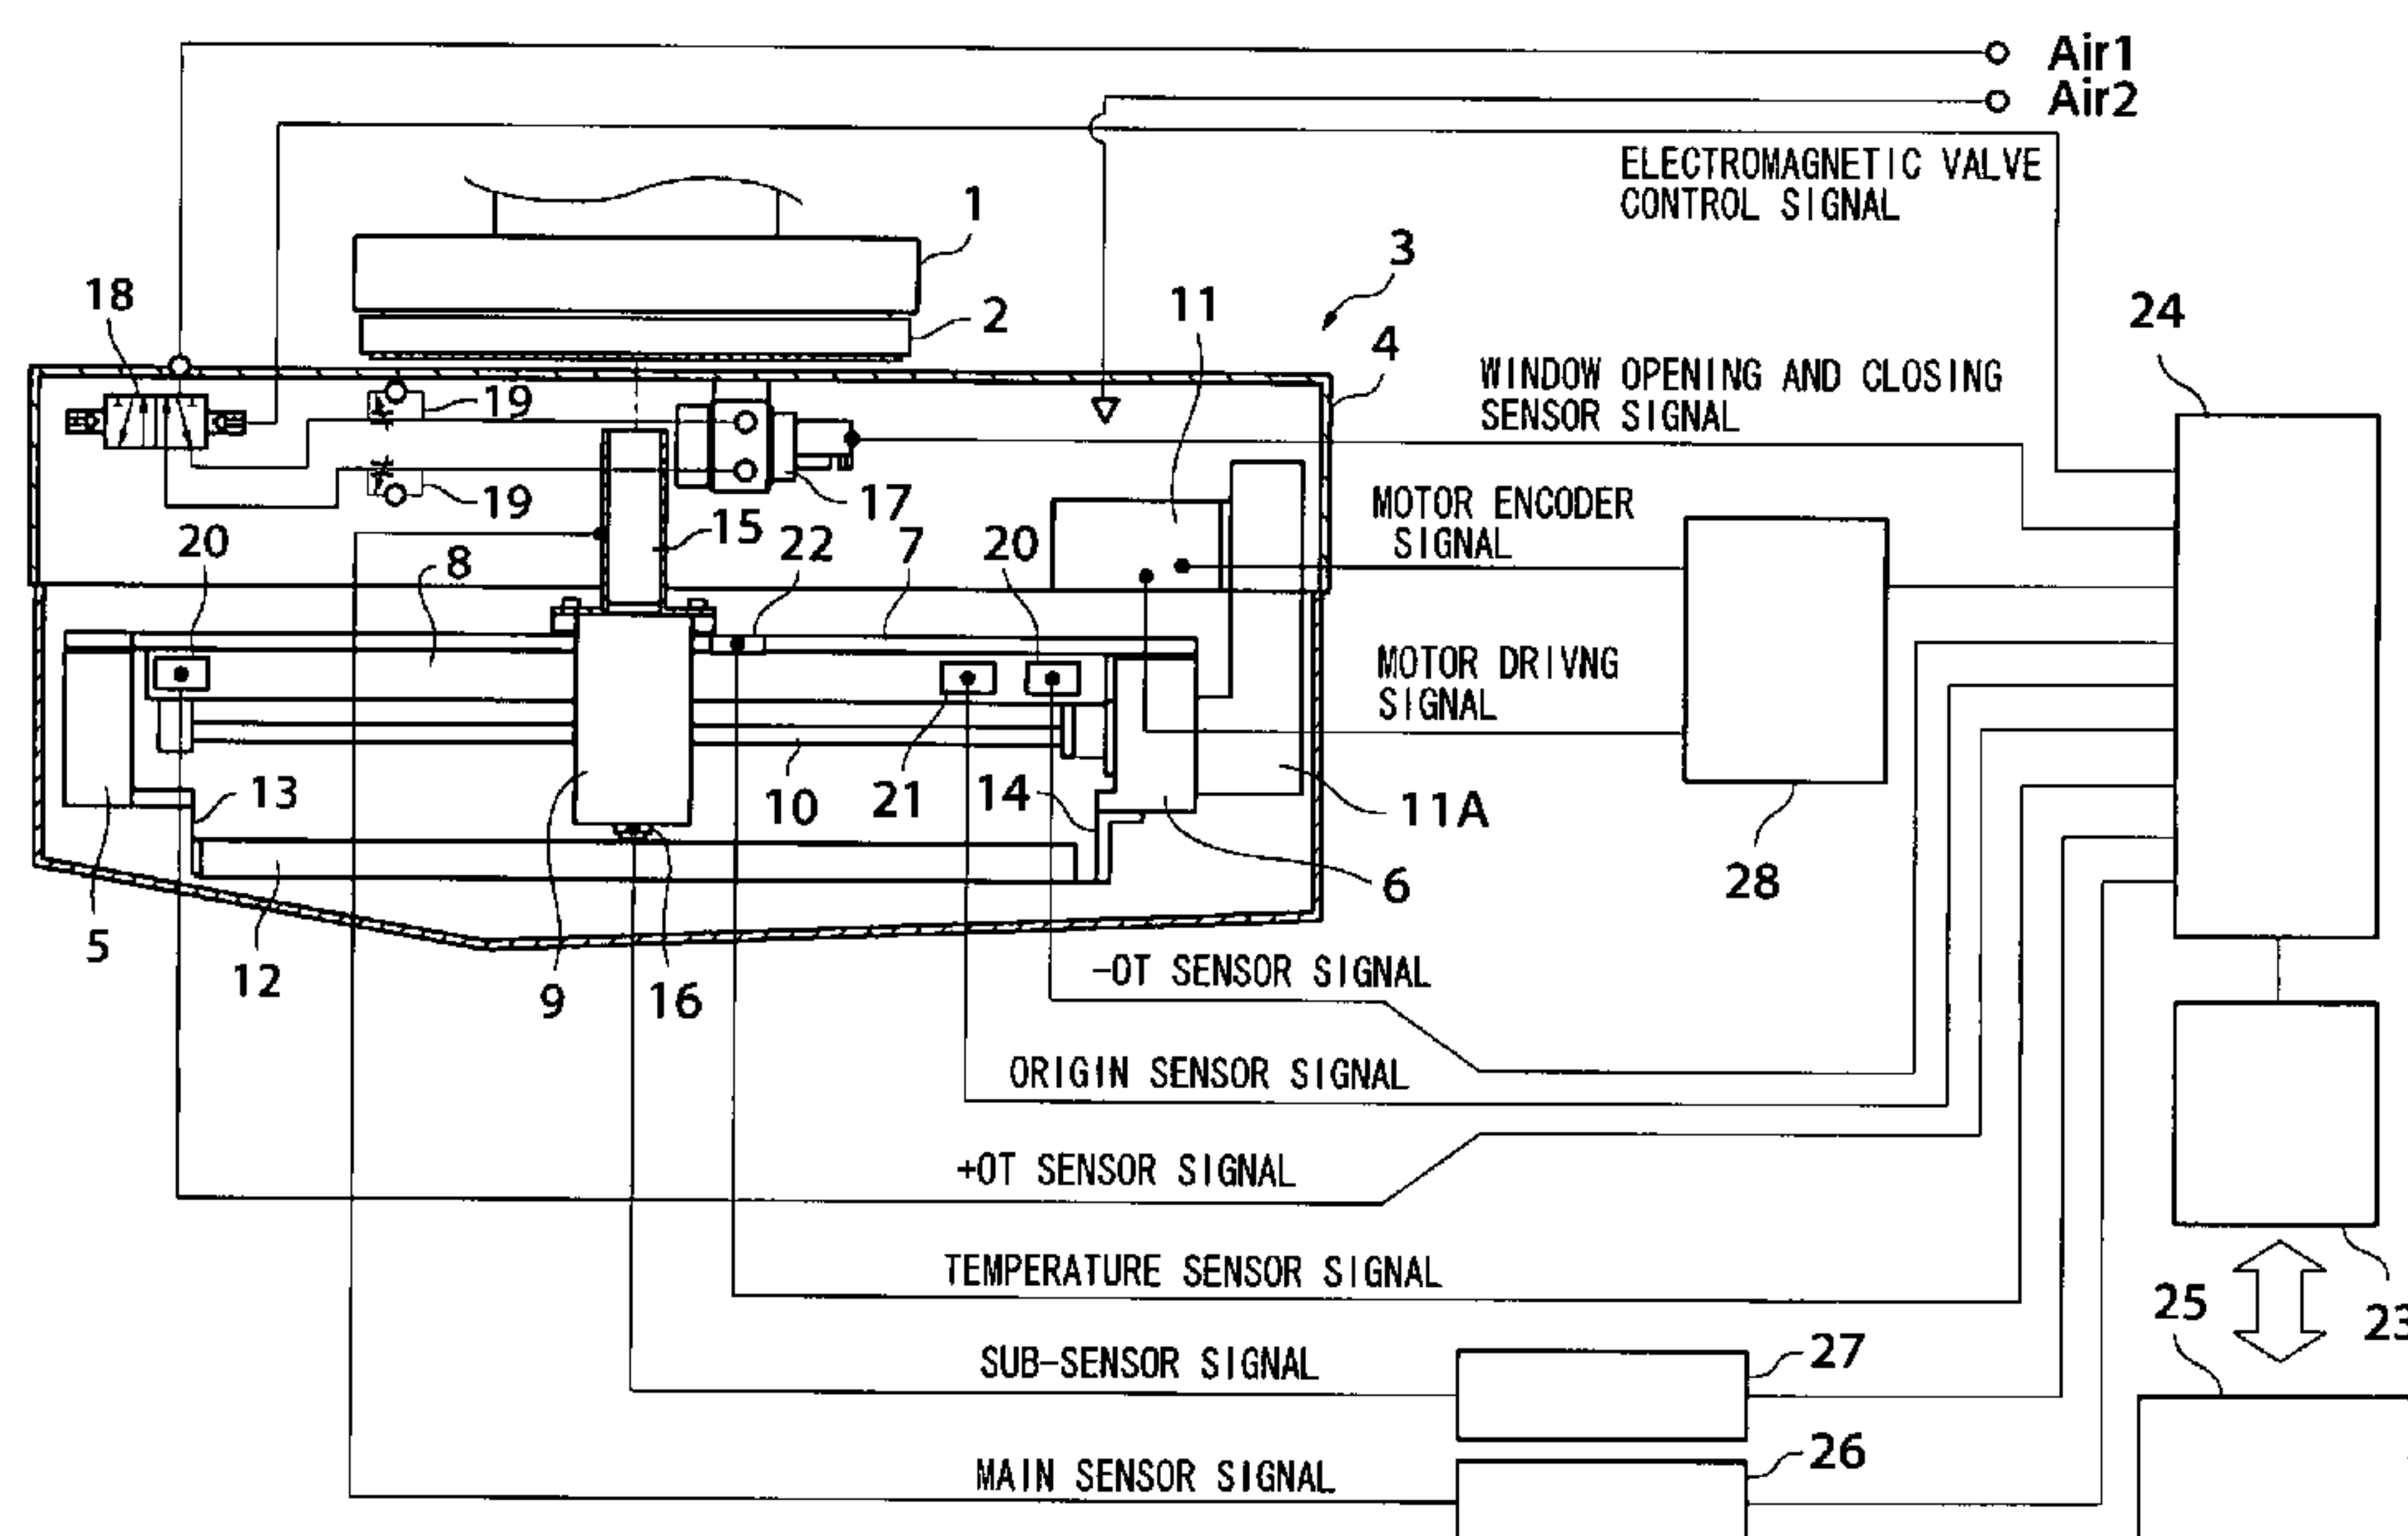 Air1
Air2
ELECTROMAGNETIC VALVE
CONTROL SIGNAL
1
3
18
2
11
4
24
WINDOW OPENING AND CLOSING
SENSOR SIGNAL
19
19
17
MOTOR ENCODER
SIGNAL
20
8
15
22
7
20
MOTOR DRIVNG
SIGNAL
13
10
21
14
11A
28
5
12
9
16
6
-OT SENSOR SIGNAL
ORIGIN SENSOR SIGNAL
+OT SENSOR SIGNAL
TEMPERATURE SENSOR SIGNAL
25
23
SUB-SENSOR SIGNAL
27
MAIN SENSOR SIGNAL
26